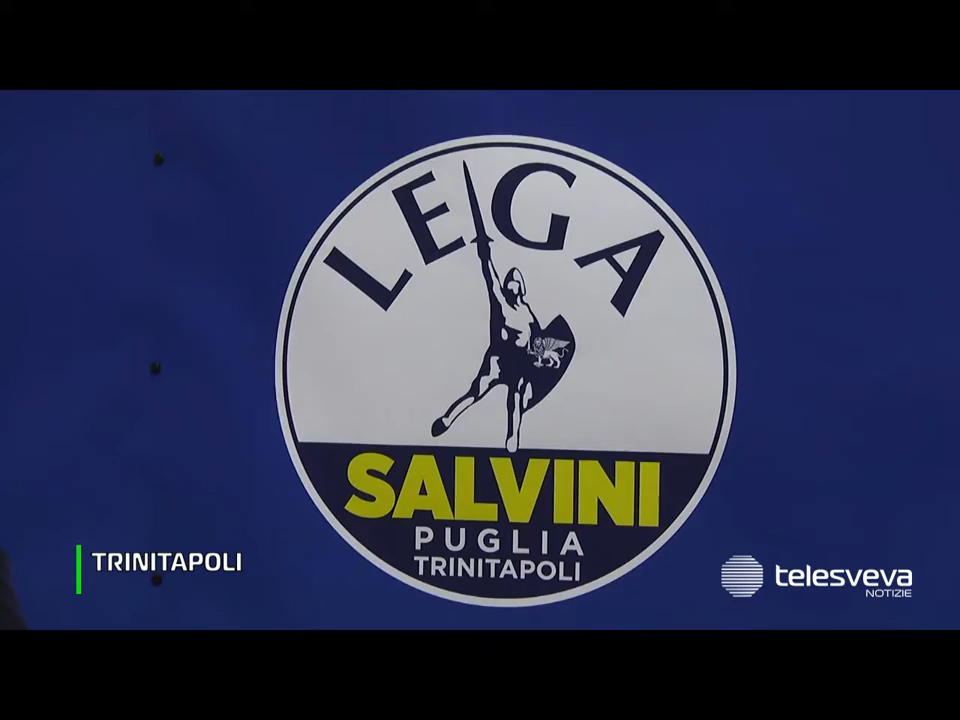 LEGA
SALVINI
PUGLIA
TRINITAPOLI
TRINITAPOLI
telesveva
NOTIZIE